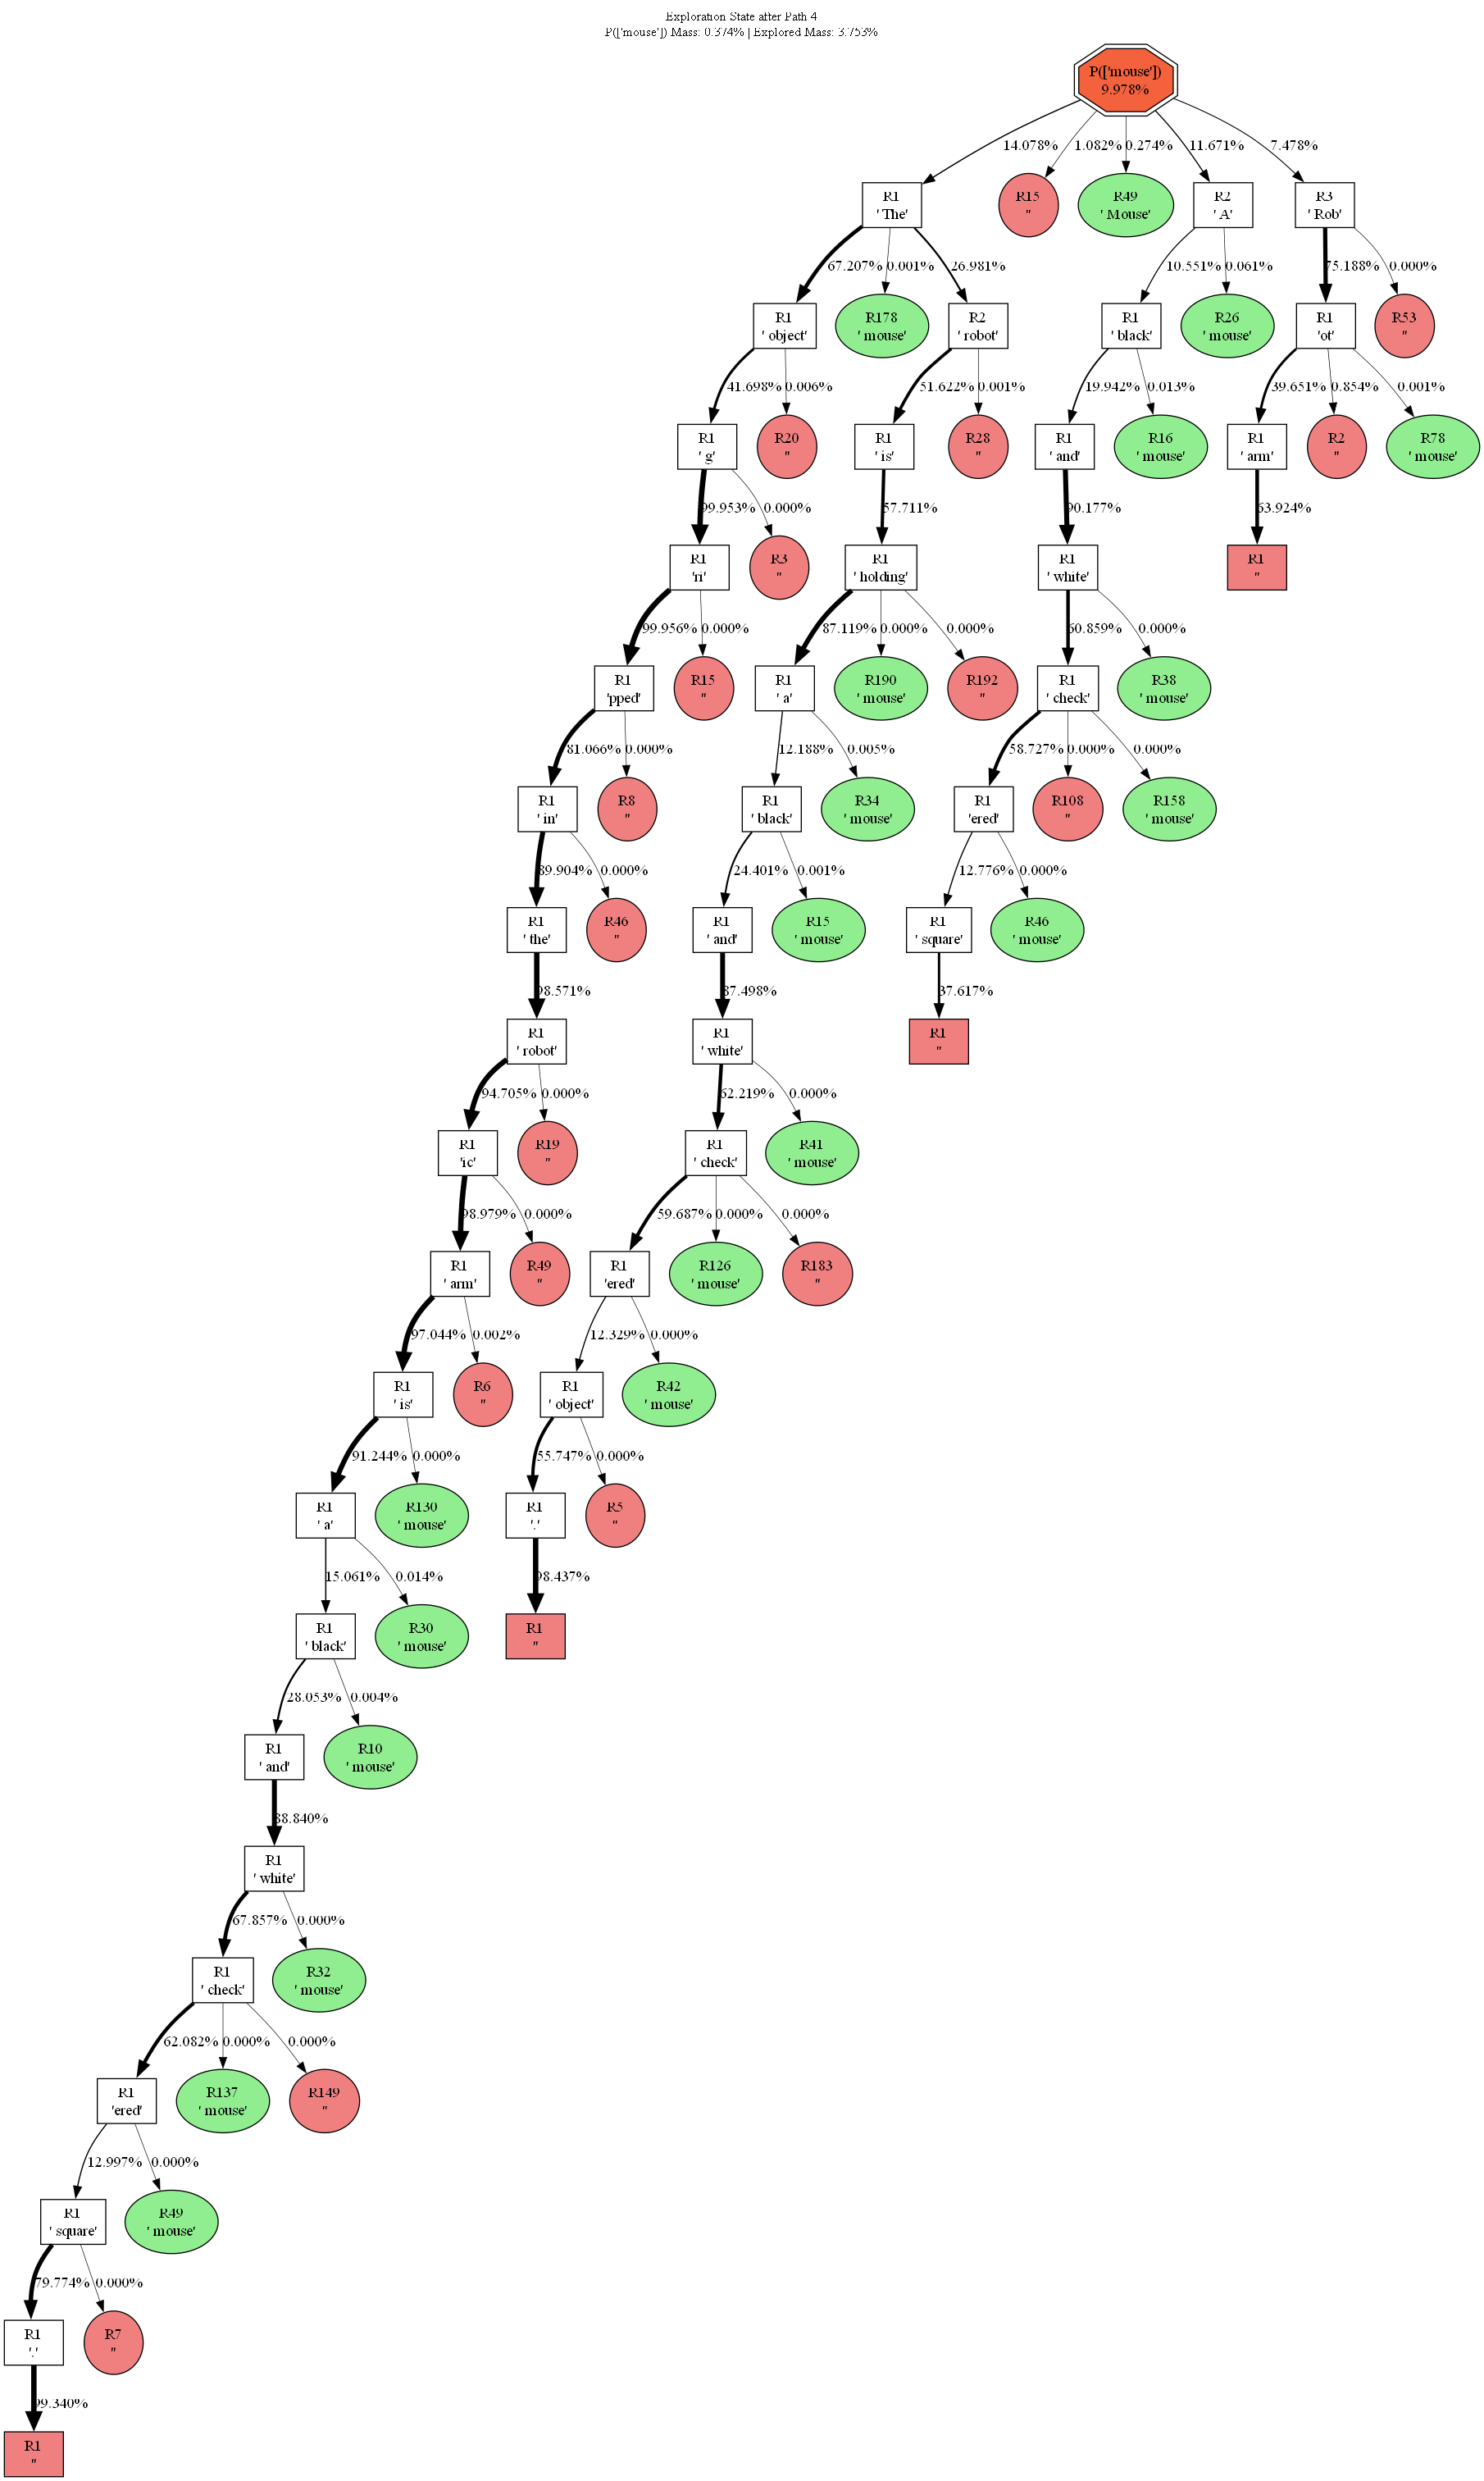 Exploration State after Path 4
P(['mouse']) Mass: 0.374% | Explored Mass: 3.753%
P(['mouse'])
9.978%
14.078% 1.082% 0.274% 11.671% 7.478%
R1 R15 R49 R2 R3
' The' '' ' Mouse' ' A' ' Rob'
67.207% 0.001% 26.981% 10.551% 0.061% 75.188% 0.000%
R1 R178 R2 R1 R26 R1 R53
' object' ' mouse' ' robot' ' black' ' mouse' 'ot' ''
41.698% 0.006% 51.622% 0.001% 19.942% 0.013% 39.651% 0.854% 0.001%
R1 R20 R1 R28 R1 R16 R1 R2 R78
' g' '' ' is' '' ' and' ' mouse' ' arm' '' ' mouse'
99.953% 0.000% 57.711% 90.177% 63.924%
R1 R3 R1 R1 R1
'ri' '' ' holding' ' white' ''
99.956% 0.000% 87.119% 0.000% 0.000% 60.859% 0.000%
R1 R15 R1 R190 R192 R1 R38
'pped' '' ' a' ' mouse' '' ' check' ' mouse'
81.066% 0.000% 12.188% 0.005% 58.727% 0.000% 0.000%
R1 R8 R1 R34 R1 R108 R158
' in' '' ' black' ' mouse' 'ered' '' ' mouse'
89.904% 0.000% 24.401% 0.001% 12.776% 0.000%
R1 R46 R1 R15 R1 R46
' the' '' ' and' ' mouse' ' square' ' mouse'
98.571% 87.498% 37.617%
R1 R1 R1
' robot' ' white' ''
94.705% 0.000% 62.219% 0.000%
R1 R19 R1 R41
'ic' '' ' check' ' mouse'
98.979% 0.000% 59.687% 0.000% 0.000%
R1 R49 R1 R126 R183
' arm' '' 'ered' ' mouse' ''
97.044% 0.002% 12.329% 0.000%
R1 R6 R1 R42
' is' '' ' object' ' mouse'
91.244% 0.000% 55.747% 0.000%
R1 R130 R1 R5
' a' ' mouse' '.' ''
15.061% 0.014% 98.437%
R1 R30 R1
' black' ' mouse' ''
28.053% 0.004%
R1 R10
' and' ' mouse'
88.840%
R1
' white'
67.857% 0.000%
R1 R32
' check' ' mouse'
62.082% 0.000% 0.000%
R1 R137 R149
'ered' ' mouse' ''
12.997% 0.000%
R1 R49
' square' ' mouse'
79.774% 0.000%
R1 R7
'.' ''
99.340%
R1
''